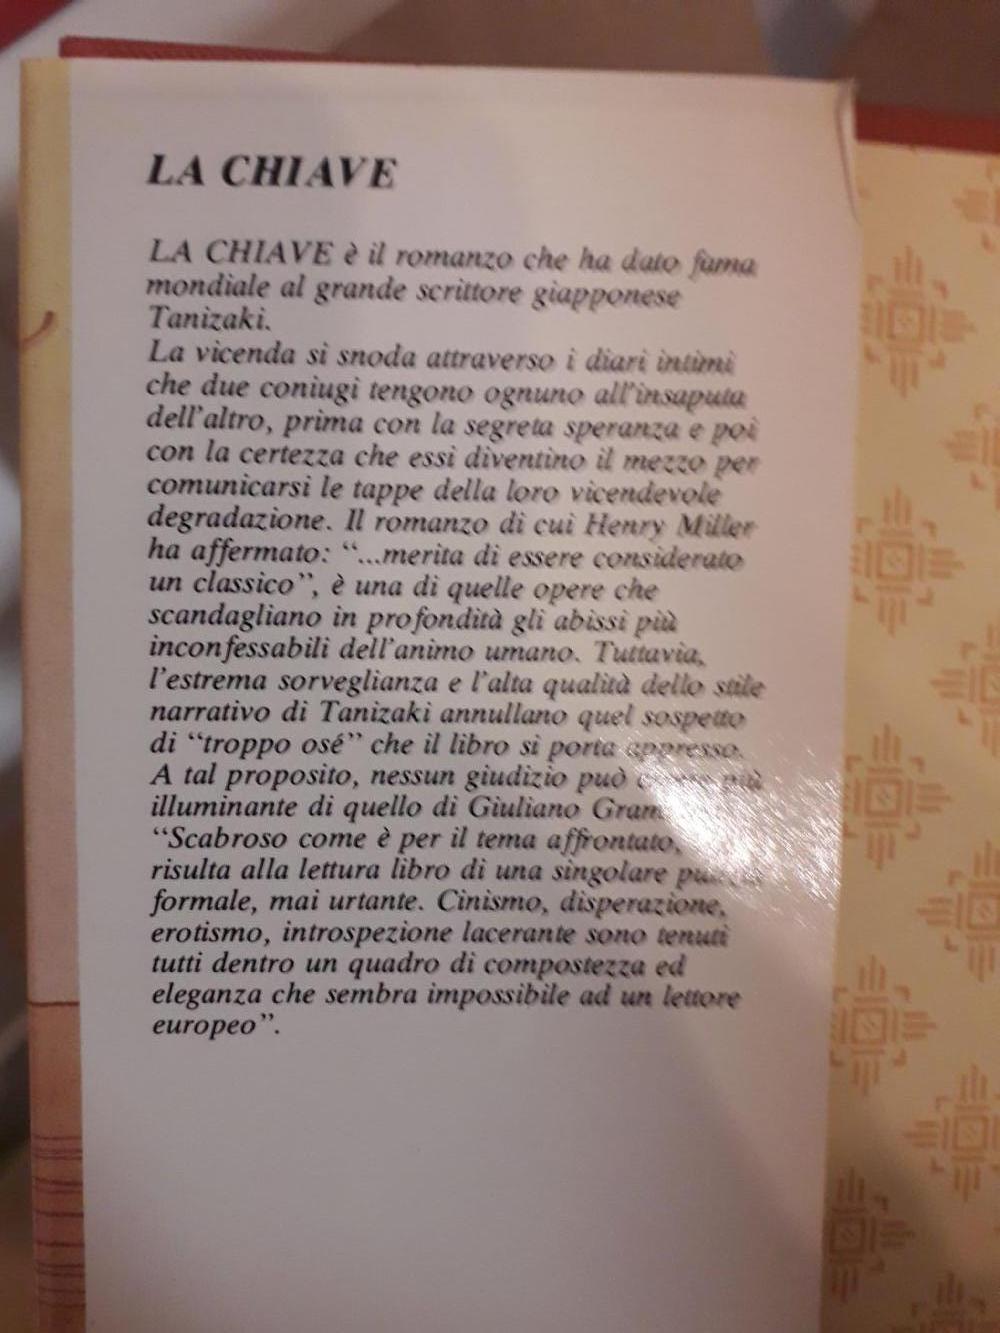 LA CHIAVE
LA CHIAVE è il romanzo che ha dato fama
mondiale al grande scrittore giapponese
Tanizaki.
La vicenda si snoda attraverso i diari intimi
che due coniugi tengono ognuno all'insaputa
dell'altro, prima con la segreta speranza e poi
con la certezza che essi diventino il mezzo per
comunicarsi le tappe della loro vicendevole
degradazione. Il romanzo di cui Henry Miller
ha affermato: “...merita di essere considerato
un classico”, è una di quelle opere che
scandagliano in profondità gli abissi più
inconfessabili dell'animo umano. Tuttavia,
l'estrema sorveglianza e l'alta qualità dello stile
narrativo di Tanizaki annullano quel sospetto
di “troppo osé” che il libro si porta appresso.
A tal proposito, nessun giudizio può più
illuminante di quello di Giuliano
“Scabroso come è per il tema affrontato,
risulta alla lettura libro di una singolare
formale, mai urtante. Cinismo, disperazione,
erotismo, introspezione lacerante sono tenuti
tutti dentro un quadro di compostezza ed
eleganza che sembra impossibile ad un lettore
europeo”.